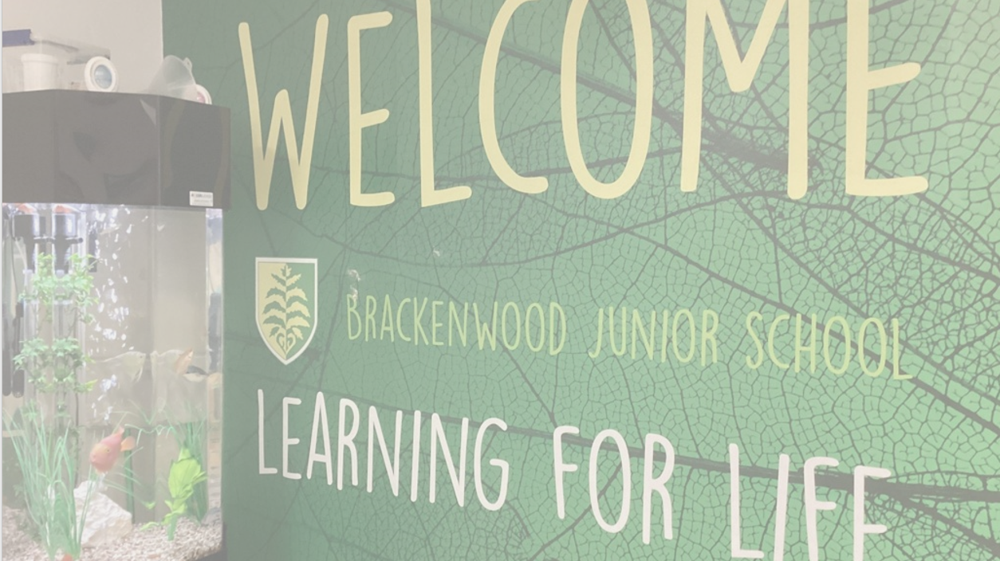 WELCOME
BRACKENWOOD JUNIOR SCHOOL
LEARNING FOR LIFE